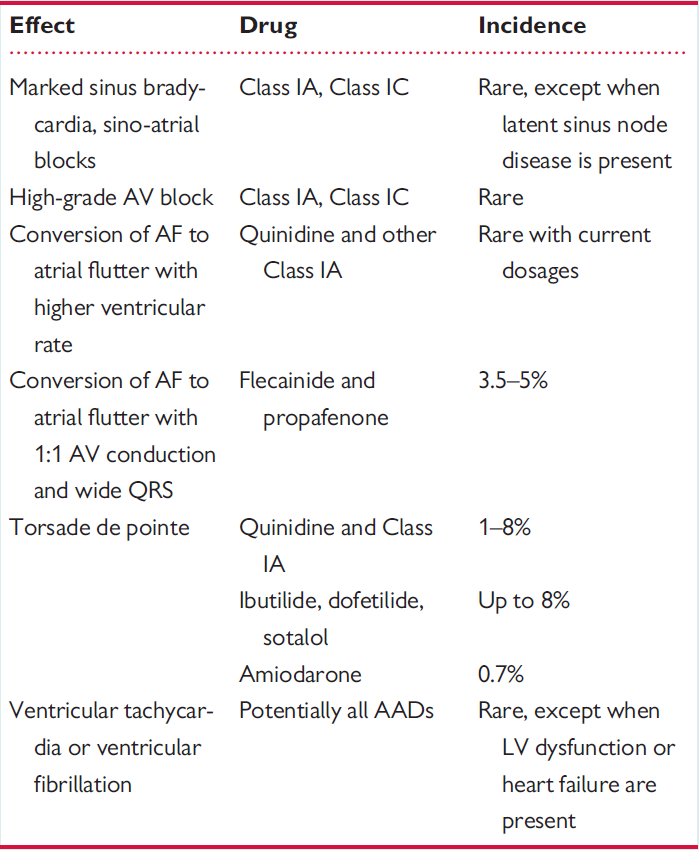 Effect Drug Incidence
Marked sinus brady- Class IA, Class IC Rare, except when
cardia, sino-atrial latent sinus node
blocks disease is present
High-grade AV block Class IA, Class IC Rare
Conversion of AF to Quinidine and other Rare with current
atrial flutter with Class IA dosages
higher ventricular
rate
Conversion of AF to Flecainide and 3.5–5%
atrial flutter with propafenone
1:1 AV conduction
and wide QRS
Torsade de pointe Quinidine and Class 1–8%
IA
Ibutilide, dofetilide, Up to 8%
sotalol
Amiodarone 0.7%
Ventricular tachycar- Potentially all AADs Rare, except when
dia or ventricular LV dysfunction or
fibrillation heart failure are
present